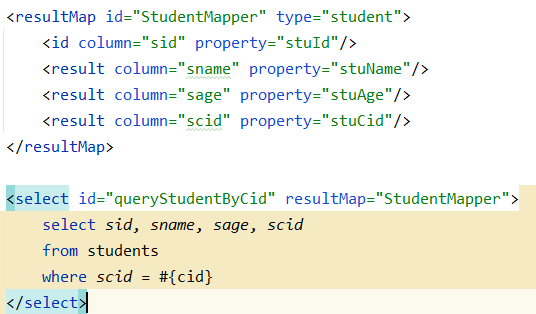 <resultMap id="StudentMapper" type="student">
<id column="sid" property="stuId"/>
<result column="sname" property="stuName"/>
<result column="sage" property="stuAge"/>
<result column="scid" property="stuCid"/>
</resultMap>
<select id="queryStudentByCid" resultMap="StudentMapper">
select sid, sname, sage, scid
from students
where scid = #{cid}
</select>